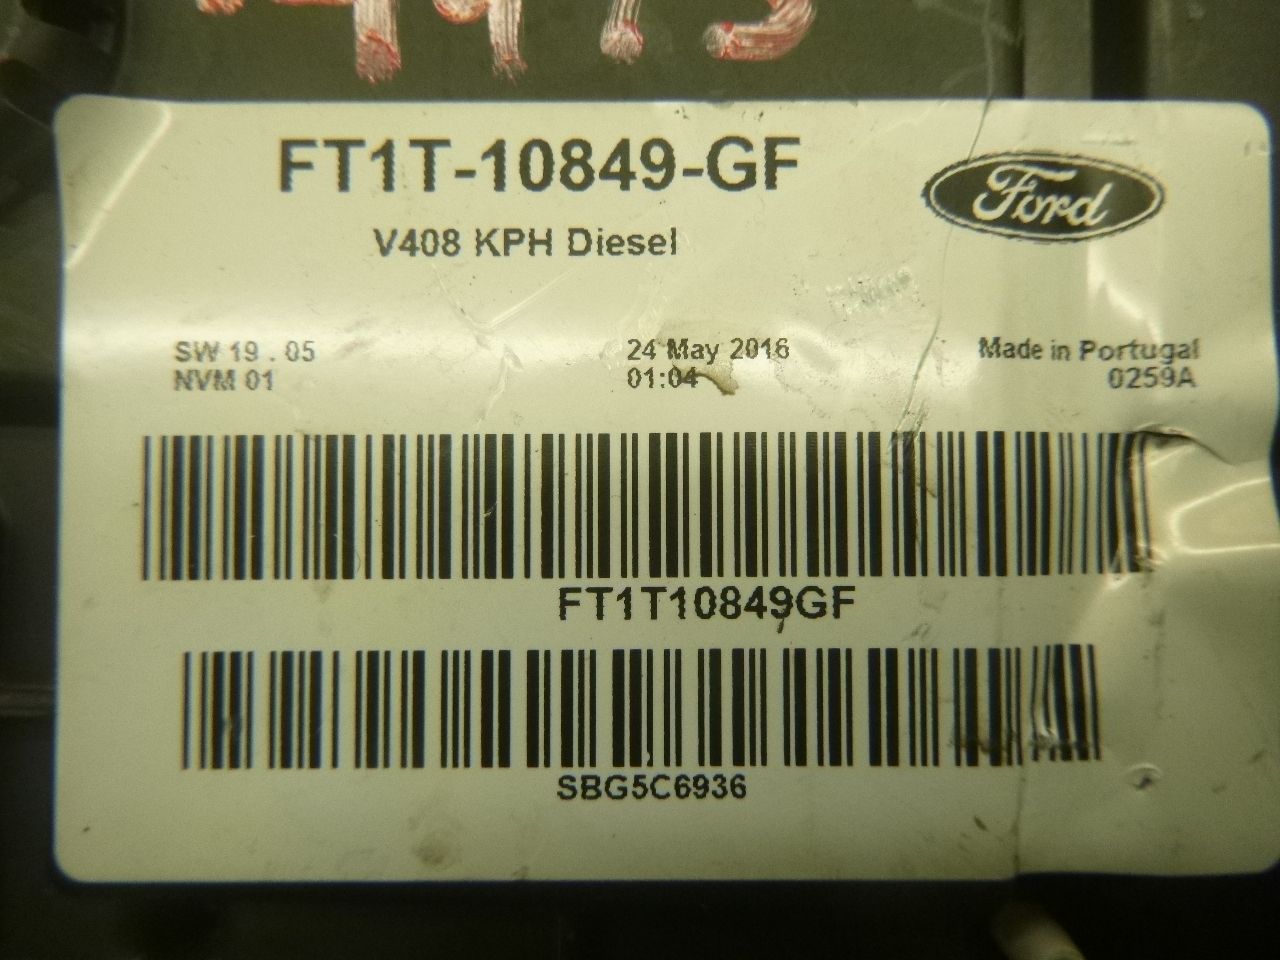 FT1T-10849-GF
Ford
V408 KPH Diesel
SW 19 . 05
24 May 2016
Made in Portugal
NVM 01
01:04
0259A
FT1T10849GF
SBG5C6936